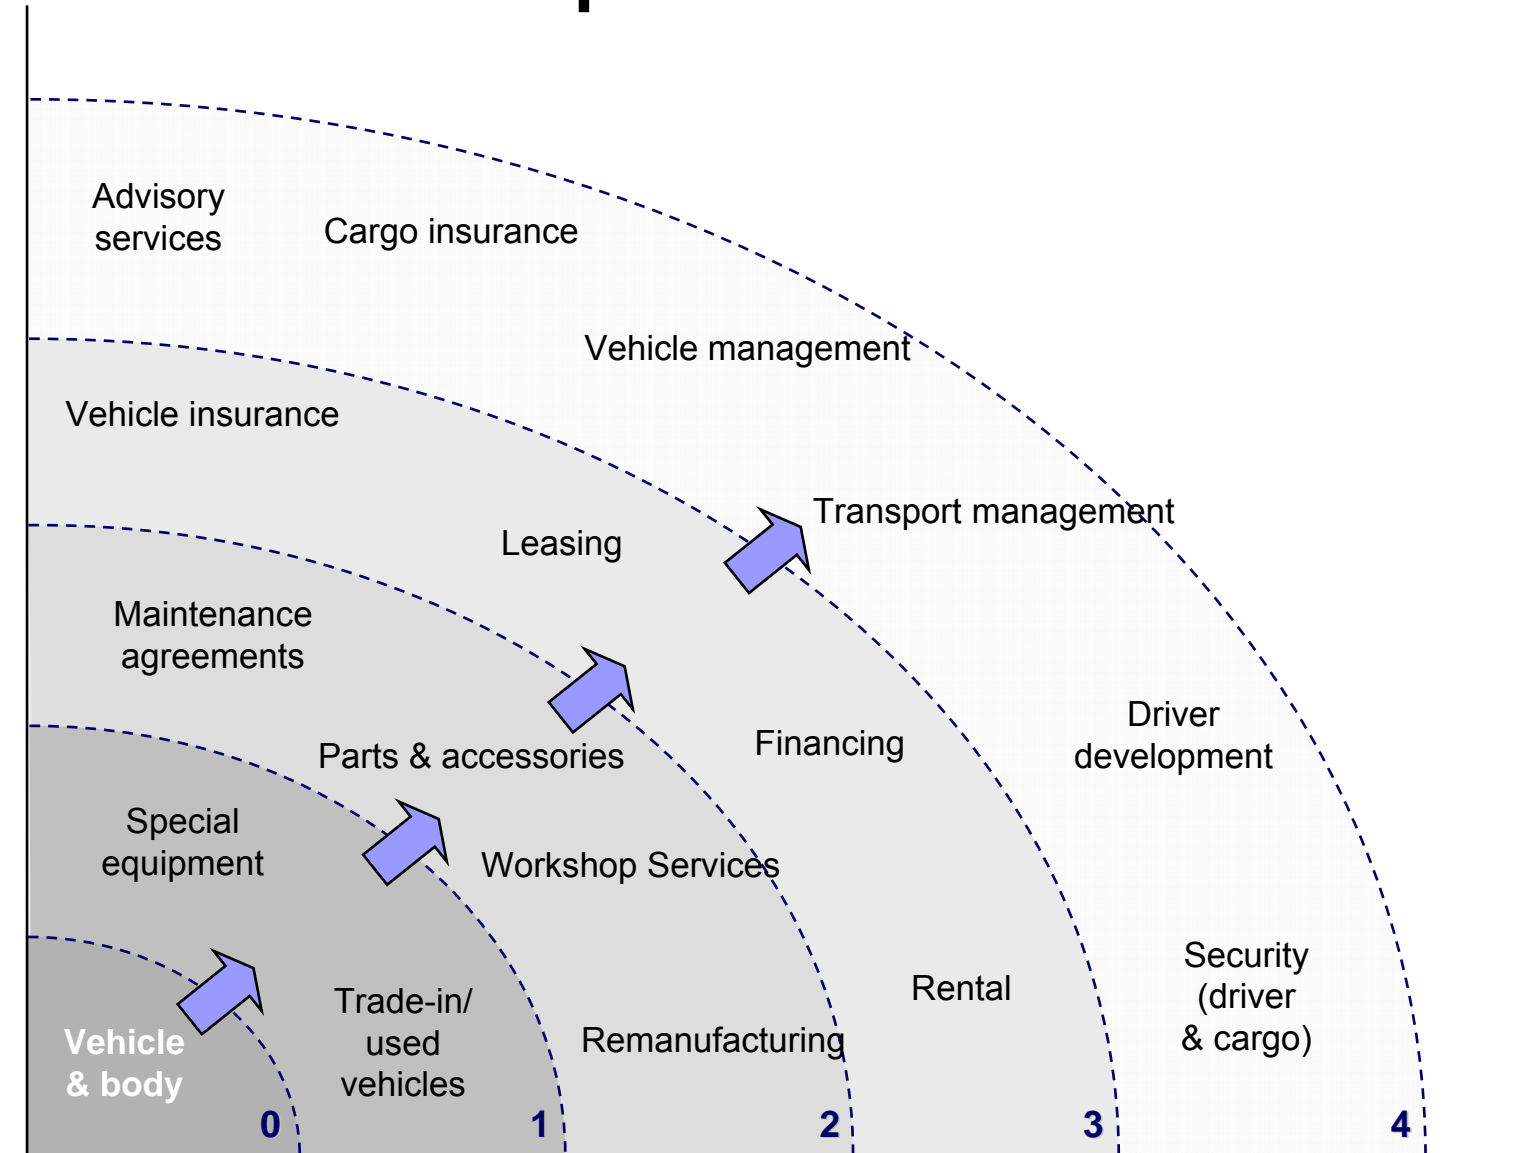 Advisory
services
Cargo insurance
Vehicle management
Vehicle insurance
Transport management
Leasing
Maintenance
agreements
Driver
development
Financing
Parts & accessories
Special
equipment
Workshop Services
Security
(driver
& cargo)
Rental
Trade-in/
used
vehicles
Remanufacturing
Vehicle
& body
0
1
2
3
4